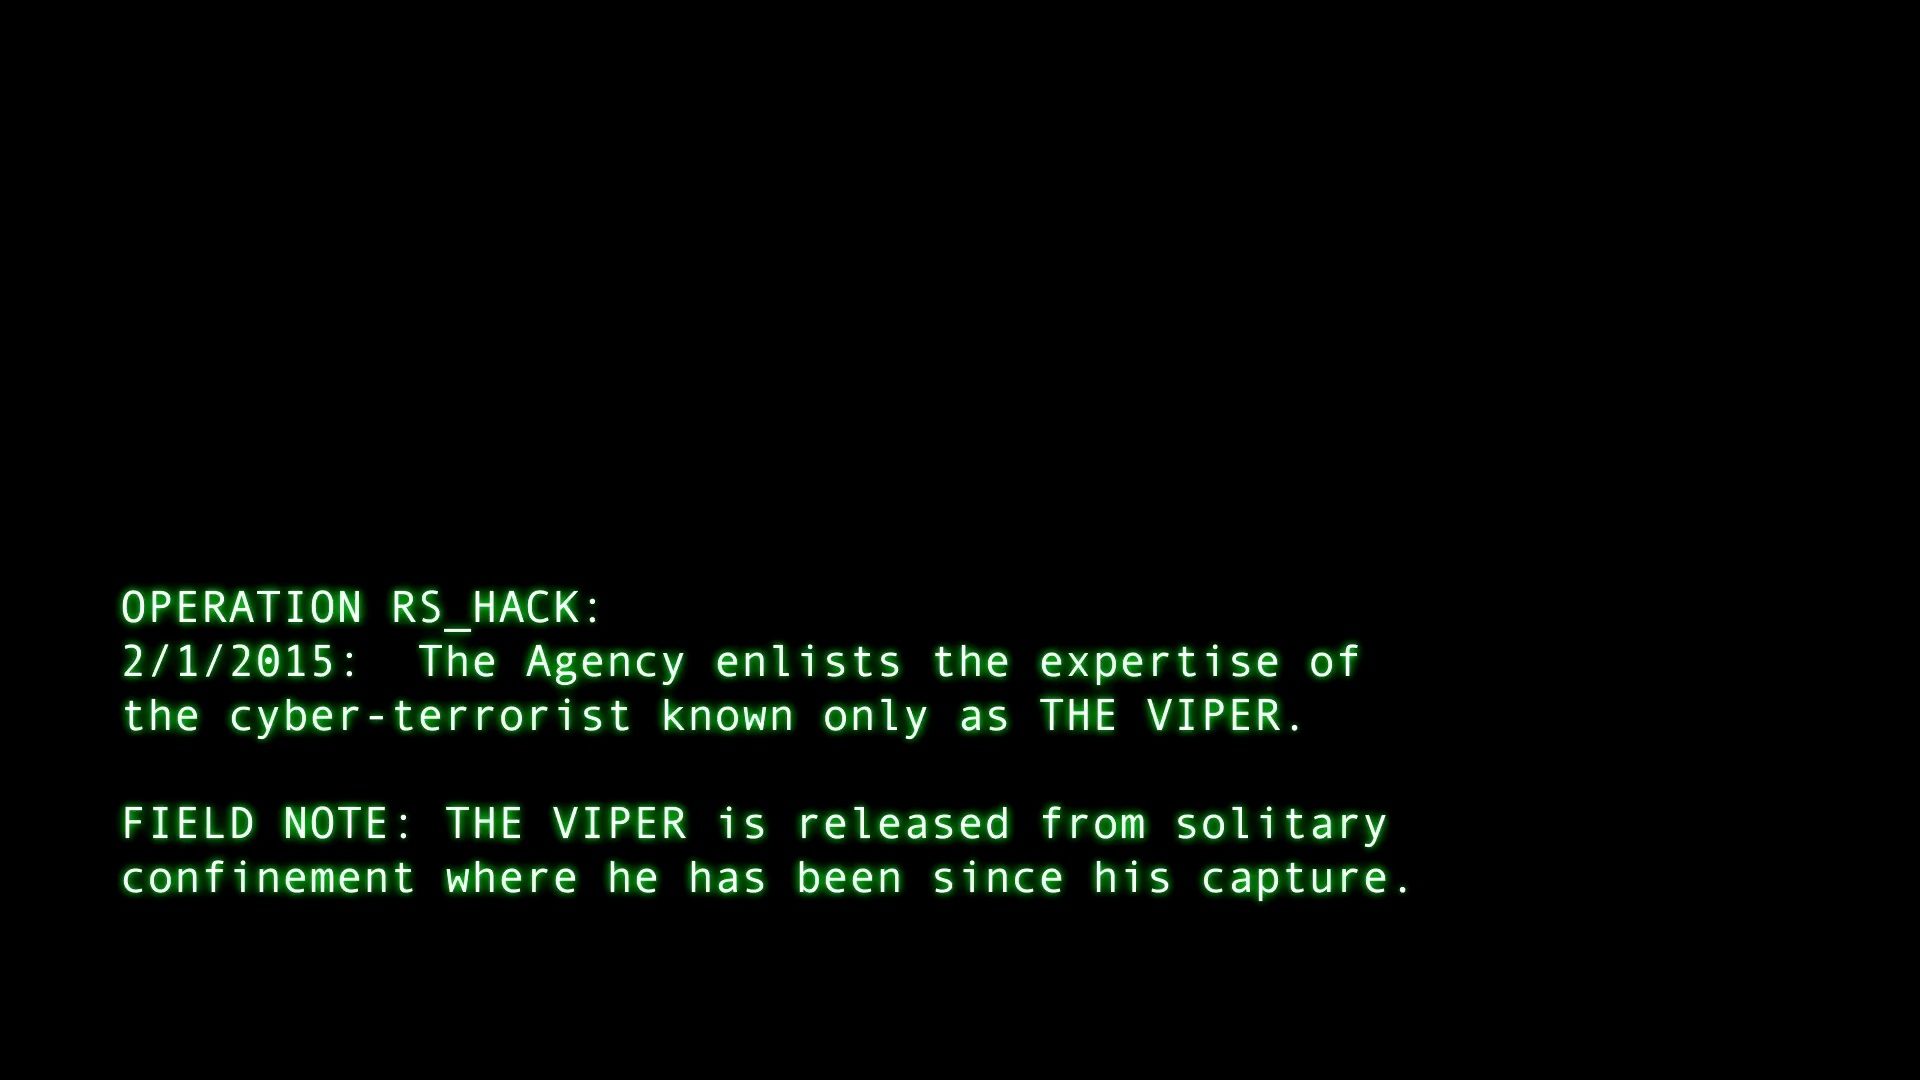 OPERATION RS_HACK:
2/1/2015:  The Agency enlists the expertise of
the cyber-terrorist known only as THE VIPER.
FIELD NOTE: THE VIPER is released from solitary
confinement where he has been since his capture.